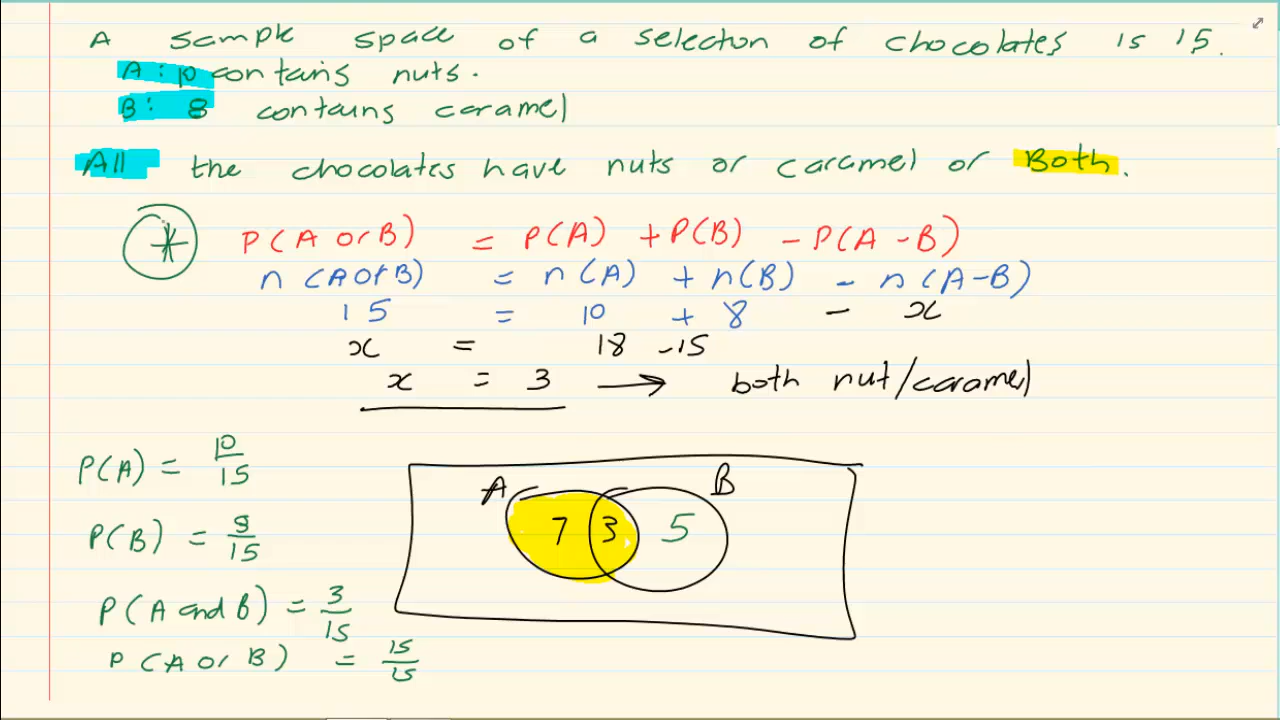 A sample space of a selecton of chocolates is 15.
A: 10 contains nuts.
B: 8 contains caramel
All the chocolates have nuts or caramel or Both.
* P(A or B) = P(A) + P(B) - P(A-B)
n(A or B) = n(A) + n(B) - n(A-B)
15 = 10 + 8 - x
x = 18 - 15
x = 3 → both nut/caramel
P(A) = 10/15
A B
7 3 5
P(B) = 8/15
P(A and B) = 3/15
P(A or B) = 15/15